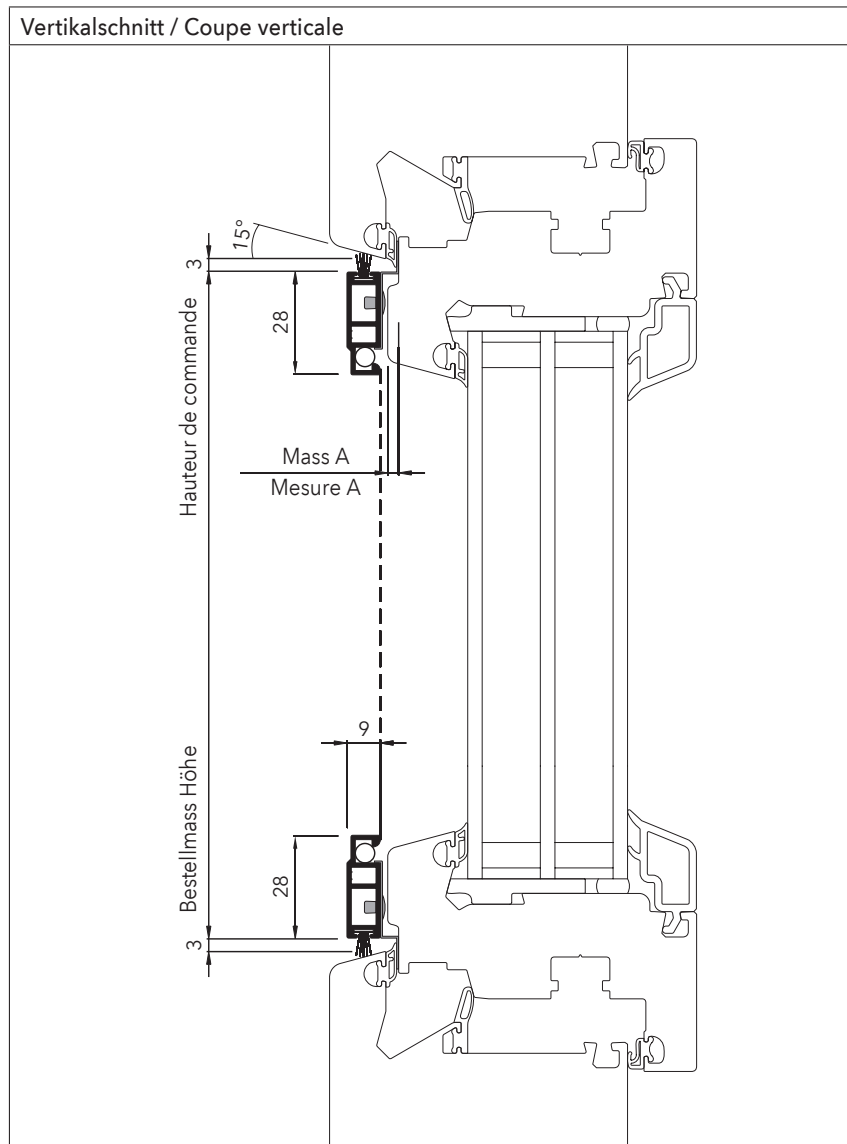 Vertikalschnitt / Coupe verticale
15°
3
28
Hauteur de commande
Mass A
Mesure A
9
Bestellmass Höhe
28
3